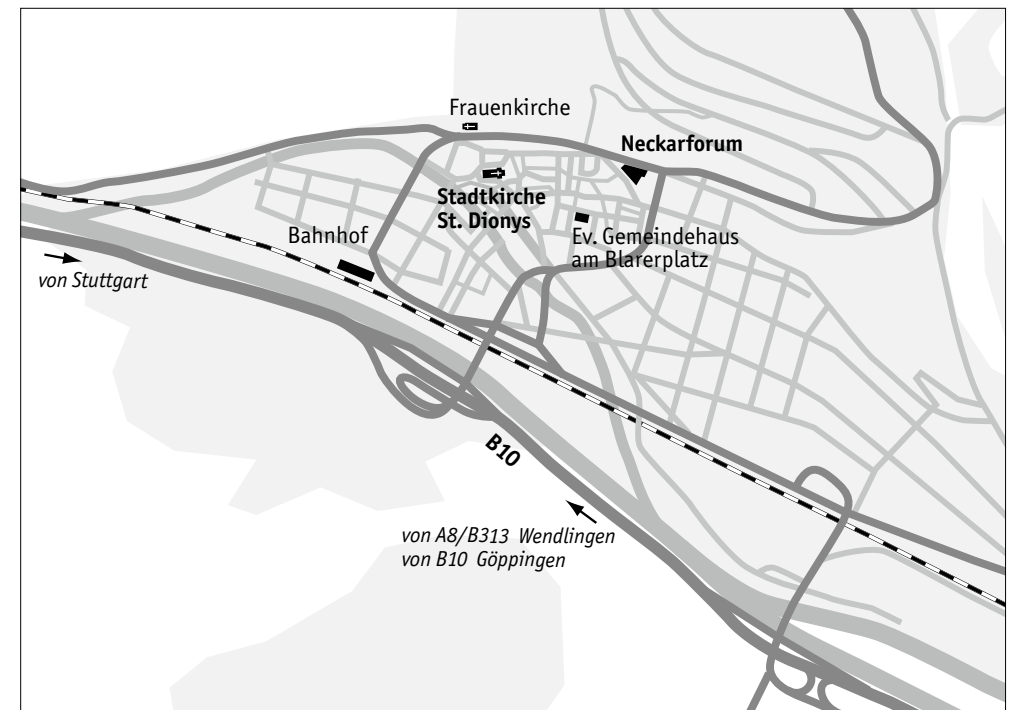 Frauenkirche
Neckarforum
Stadtkirche
St. Dionys
Bahnhof
Ev. Gemeindehaus
am Blarerplatz
von Stuttgart
B10
von A8/B313 Wendlingen
von B10 Göppingen